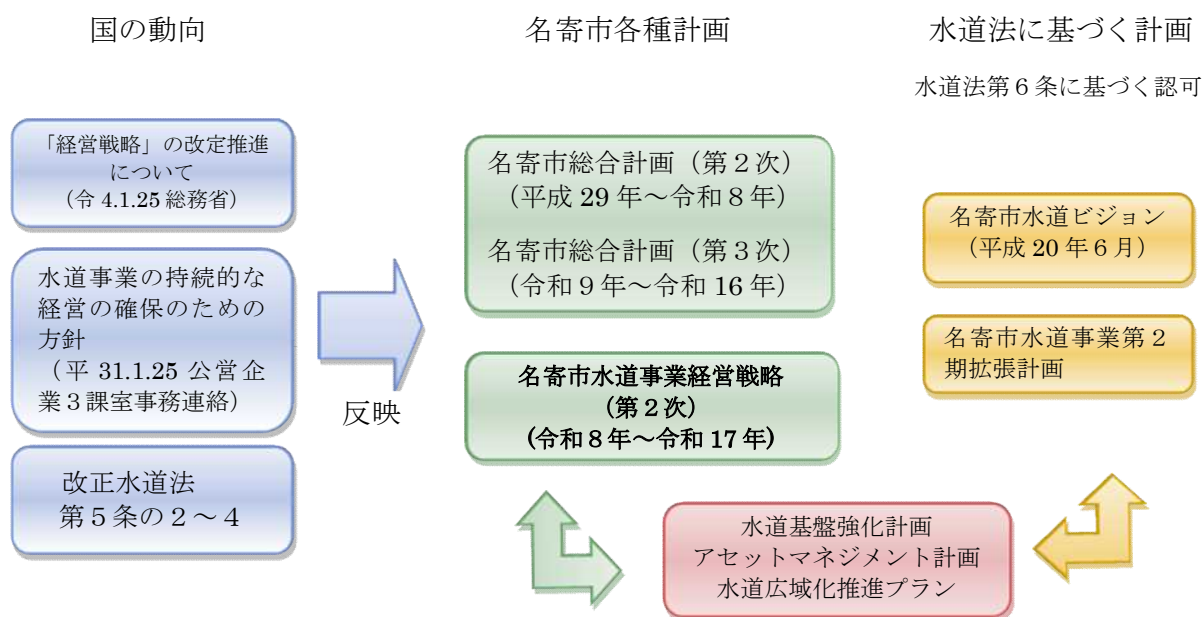 国の動向
「経営戦略」の改定推進
について
（令 4.1.25 総務省）
水道事業の持続的な
経営の確保のための
方針
（平 31.1.25 公営企
業３課室事務連絡）
改正水道法
第５条の２～４
反映
名寄市各種計画
名寄市総合計画（第２次）
（平成 29 年～令和８年）
名寄市総合計画（第３次）
（令和９年～令和 16 年）
名寄市水道事業経営戦略
（第２次）
(令和８年～令和 17 年)
水道法に基づく計画
水道法第６条に基づく認可
名寄市水道ビジョン
（平成 20 年６月）
名寄市水道事業第２
期拡張計画
水道基盤強化計画
アセットマネジメント計画
水道広域化推進プラン